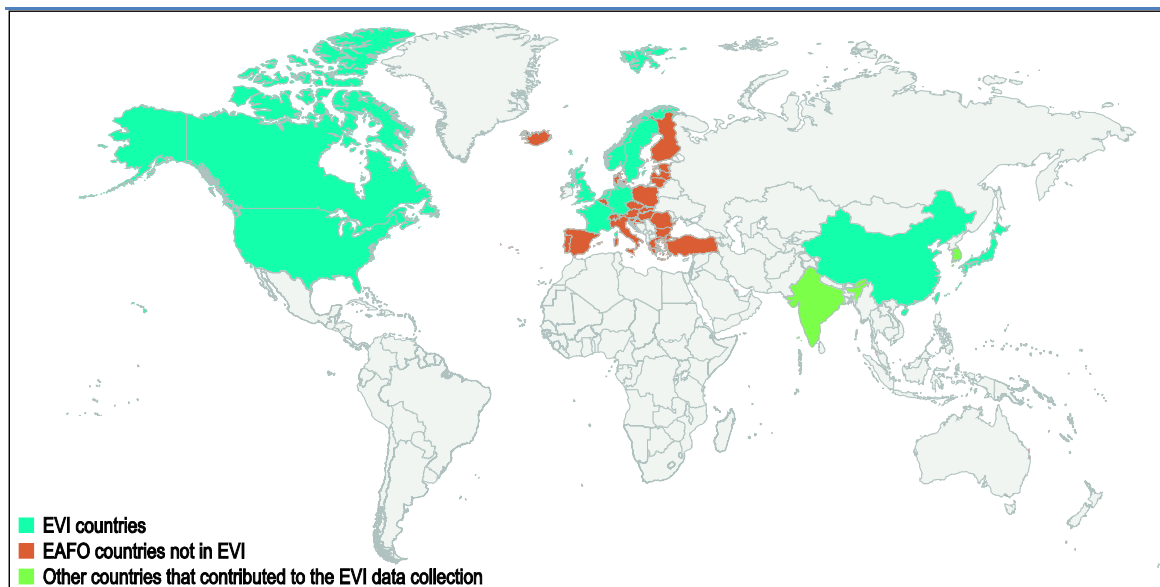 EVI countries
EAFO countries not in EVI
Other countries that contributed to the EVI data collection